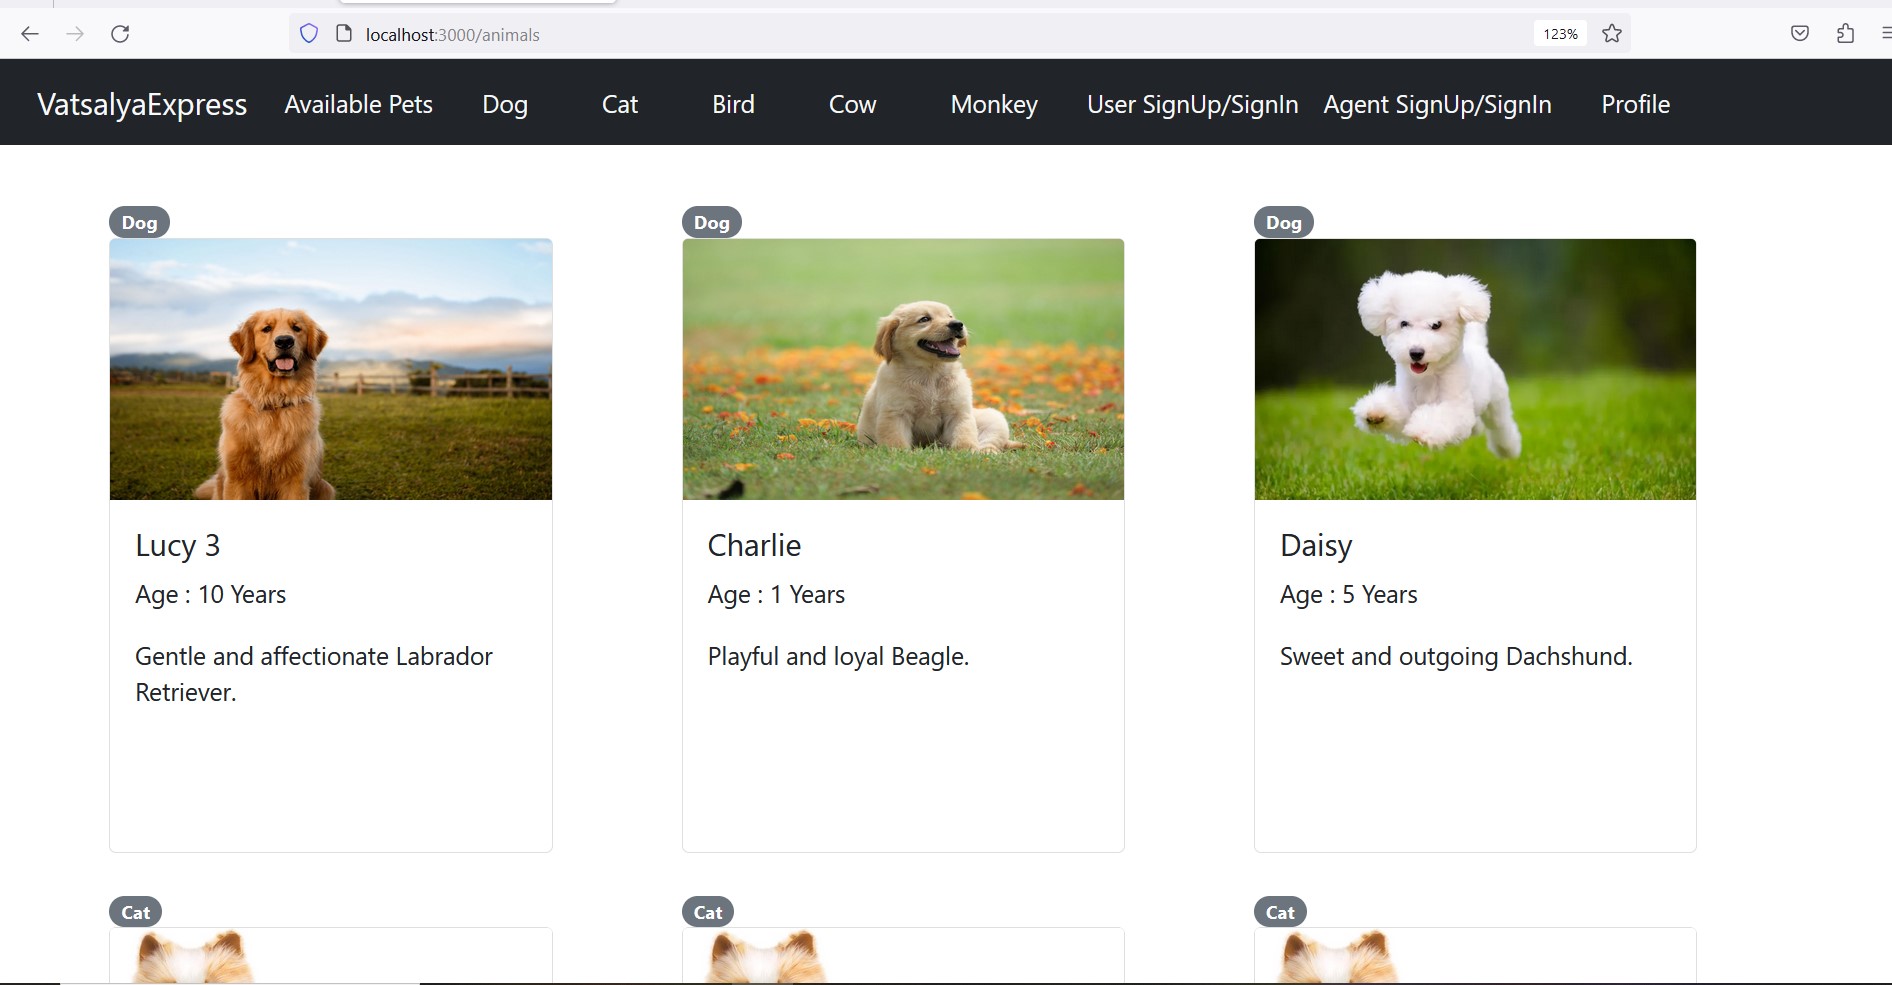 localhost:3000/animals
123%
VatsalyaExpress Available Pets Dog Cat Bird Cow Monkey User SignUp/SignIn Agent SignUp/SignIn Profile
Dog Dog Dog
Lucy 3
Age : 10 Years
Gentle and affectionate Labrador
Retriever.
Charlie
Age : 1 Years
Playful and loyal Beagle.
Daisy
Age : 5 Years
Sweet and outgoing Dachshund.
Cat Cat Cat